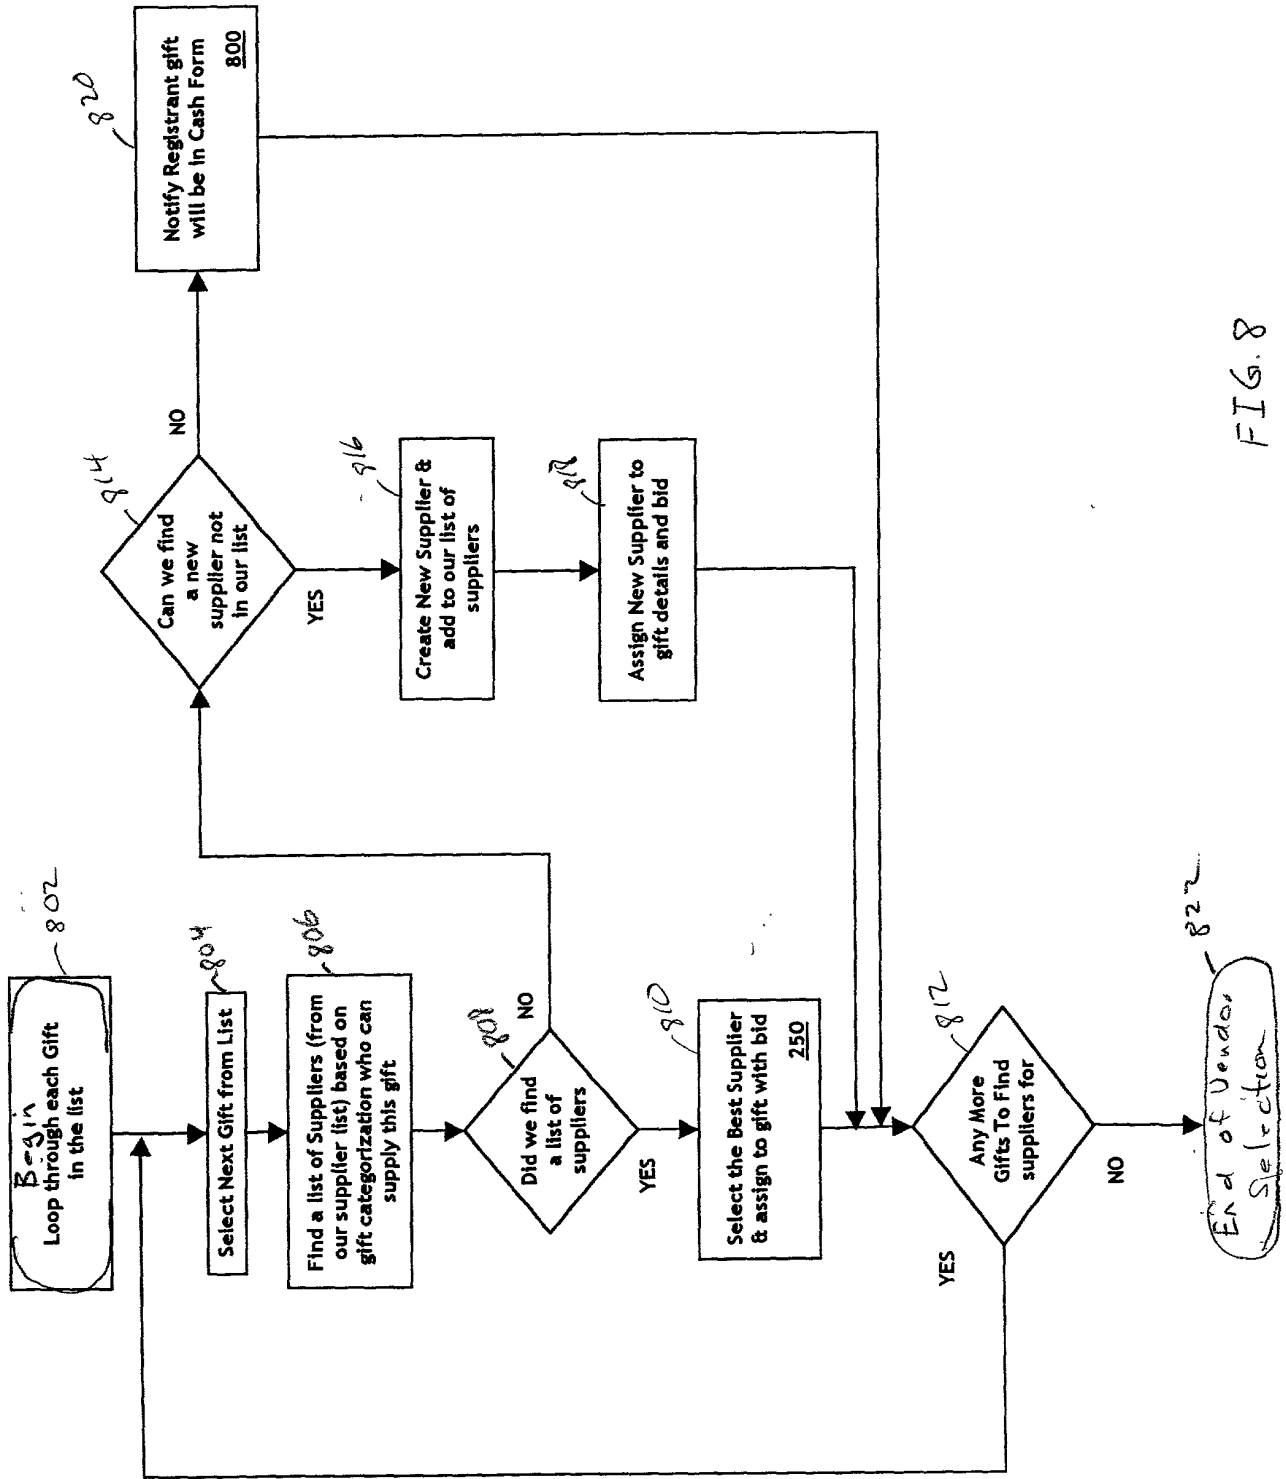 Begin
Loop through each Gift
in the list
802
Select Next Gift from List
804
Find a list of Suppliers (from
our supplier list) based on
gift categorization who can
supply this gift
806
Did we find
a list of
suppliers
808
NO
YES
Select the Best Supplier
& assign to gift with bid
250
810
Any More
Gifts To Find
suppliers for
812
YES
NO
End of Vendor
Selection
822
Can we find
a new
supplier not
in our list
814
NO
YES
Create New Supplier &
add to our list of
suppliers
816
Assign New Supplier to
gift details and bid
818
Notify Registrant gift
will be in Cash Form
800
820
FIG. 8